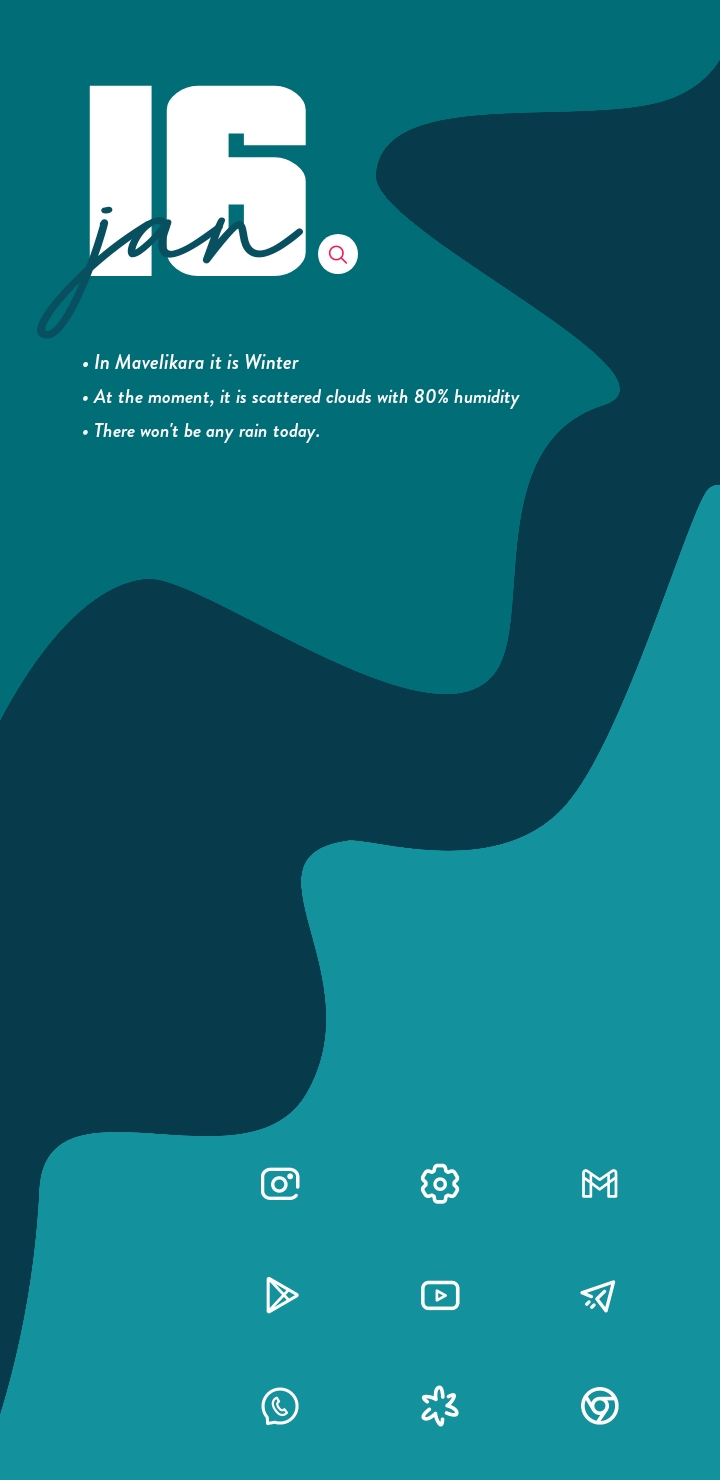 16
jan
• In Mavelikara it is Winter
• At the moment, it is scattered clouds with 80% humidity
• There won't be any rain today.